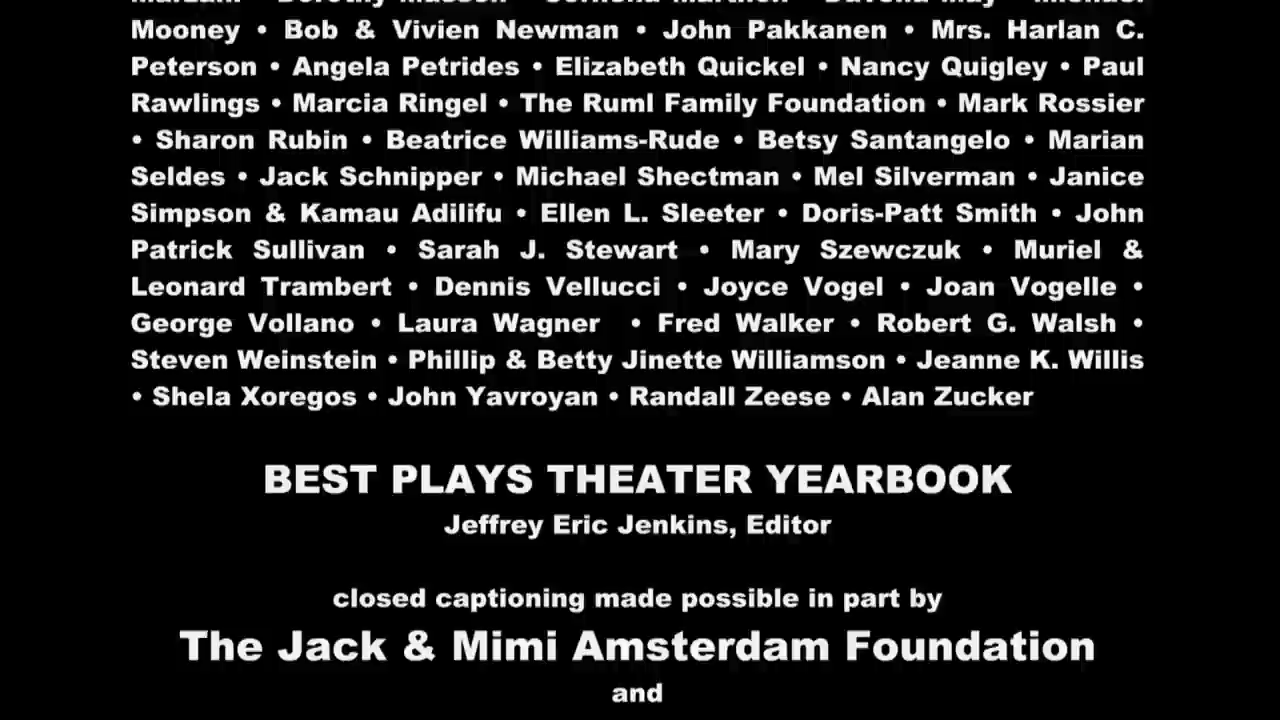 Mooney • Bob & Vivien Newman • John Pakkanen • Mrs. Harlan C.
Peterson • Angela Petrides • Elizabeth Quickel • Nancy Quigley • Paul
Rawlings • Marcia Ringel • The Ruml Family Foundation • Mark Rossier
• Sharon Rubin • Beatrice Williams-Rude • Betsy Santangelo • Marian
Seldes • Jack Schnipper • Michael Shectman • Mel Silverman • Janice
Simpson & Kamau Adilifu • Ellen L. Sleeter • Doris-Patt Smith • John
Patrick Sullivan • Sarah J. Stewart • Mary Szewczuk • Muriel &
Leonard Trambert • Dennis Vellucci • Joyce Vogel • Joan Vogelle •
George Vollano • Laura Wagner • Fred Walker • Robert G. Walsh •
Steven Weinstein • Phillip & Betty Jinette Williamson • Jeanne K. Willis
• Shela Xoregos • John Yavroyan • Randall Zeese • Alan Zucker
BEST PLAYS THEATER YEARBOOK
Jeffrey Eric Jenkins, Editor
closed captioning made possible in part by
The Jack & Mimi Amsterdam Foundation
and